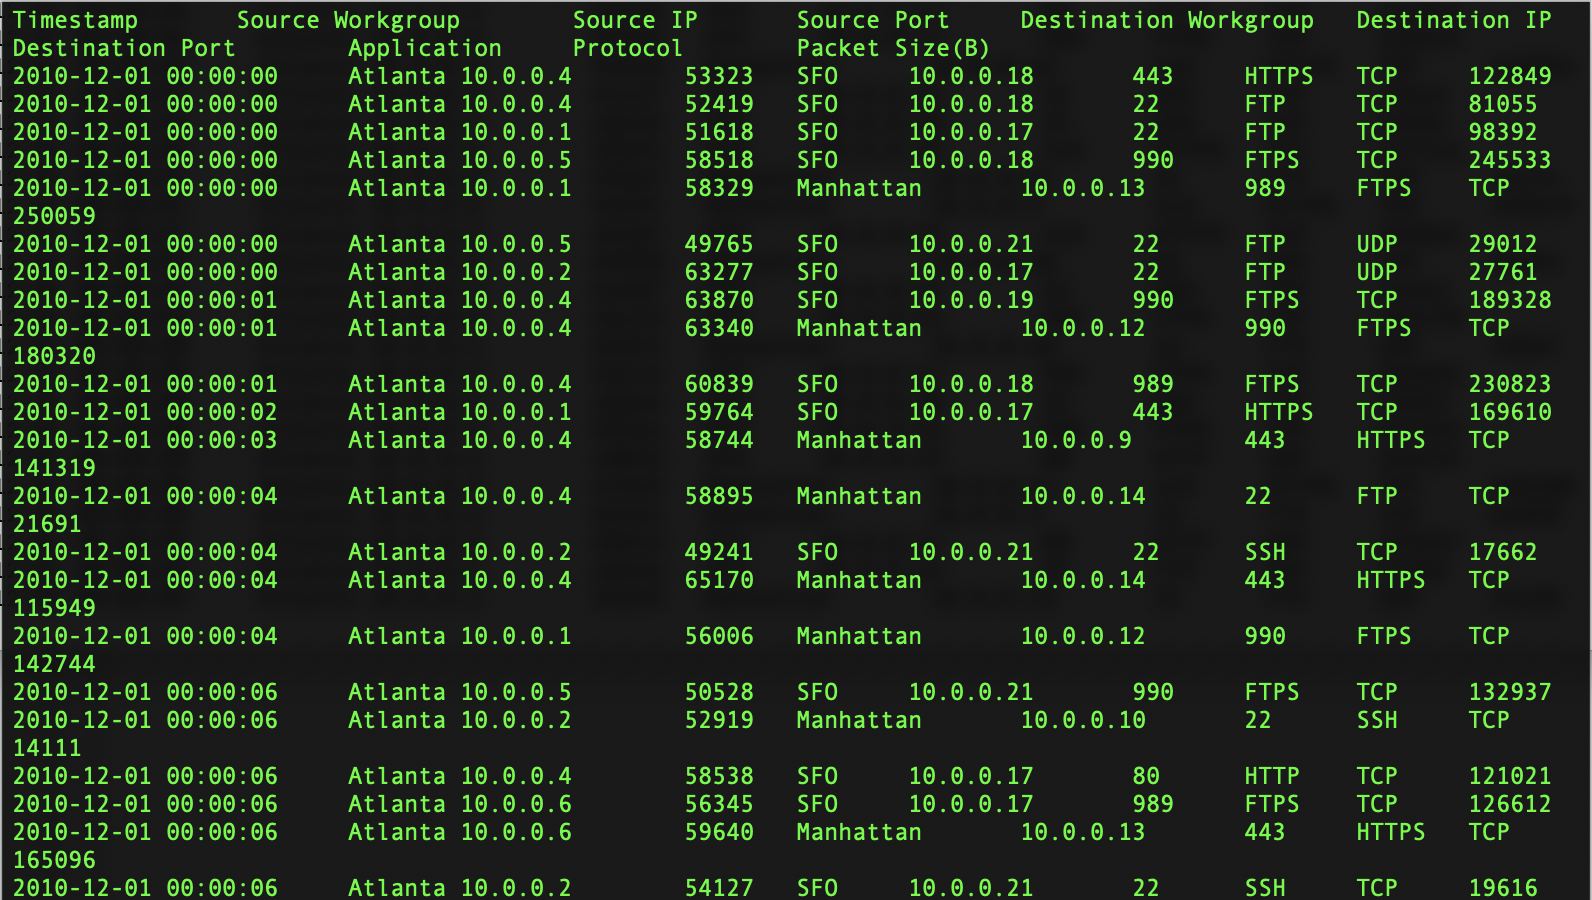 Timestamp Source Workgroup Source IP Source Port Destination Workgroup Destination IP
Destination Port Application Protocol Packet Size(B)
2010-12-01 00:00:00 Atlanta 10.0.0.4 53323 SFO 10.0.0.18 443 HTTPS TCP 122849
2010-12-01 00:00:00 Atlanta 10.0.0.4 52419 SFO 10.0.0.18 22 FTP TCP 81055
2010-12-01 00:00:00 Atlanta 10.0.0.1 51618 SFO 10.0.0.17 22 FTP TCP 98392
2010-12-01 00:00:00 Atlanta 10.0.0.5 58518 SFO 10.0.0.18 990 FTPS TCP 245533
2010-12-01 00:00:00 Atlanta 10.0.0.1 58329 Manhattan 10.0.0.13 989 FTPS TCP
250059
2010-12-01 00:00:00 Atlanta 10.0.0.5 49765 SFO 10.0.0.21 22 FTP UDP 29012
2010-12-01 00:00:00 Atlanta 10.0.0.2 63277 SFO 10.0.0.17 22 FTP UDP 27761
2010-12-01 00:00:01 Atlanta 10.0.0.4 63870 SFO 10.0.0.19 990 FTPS TCP 189328
2010-12-01 00:00:01 Atlanta 10.0.0.4 63340 Manhattan 10.0.0.12 990 FTPS TCP
180320
2010-12-01 00:00:01 Atlanta 10.0.0.4 60839 SFO 10.0.0.18 989 FTPS TCP 230823
2010-12-01 00:00:02 Atlanta 10.0.0.1 59764 SFO 10.0.0.17 443 HTTPS TCP 169610
2010-12-01 00:00:03 Atlanta 10.0.0.4 58744 Manhattan 10.0.0.9 443 HTTPS TCP
141319
2010-12-01 00:00:04 Atlanta 10.0.0.4 58895 Manhattan 10.0.0.14 22 FTP TCP
21691
2010-12-01 00:00:04 Atlanta 10.0.0.2 49241 SFO 10.0.0.21 22 SSH TCP 17662
2010-12-01 00:00:04 Atlanta 10.0.0.4 65170 Manhattan 10.0.0.14 443 HTTPS TCP
115949
2010-12-01 00:00:04 Atlanta 10.0.0.1 56006 Manhattan 10.0.0.12 990 FTPS TCP
142744
2010-12-01 00:00:06 Atlanta 10.0.0.5 50528 SFO 10.0.0.21 990 FTPS TCP 132937
2010-12-01 00:00:06 Atlanta 10.0.0.2 52919 Manhattan 10.0.0.10 22 SSH TCP
14111
2010-12-01 00:00:06 Atlanta 10.0.0.4 58538 SFO 10.0.0.17 80 HTTP TCP 121021
2010-12-01 00:00:06 Atlanta 10.0.0.6 56345 SFO 10.0.0.17 989 FTPS TCP 126612
2010-12-01 00:00:06 Atlanta 10.0.0.6 59640 Manhattan 10.0.0.13 443 HTTPS TCP
165096
2010-12-01 00:00:06 Atlanta 10.0.0.2 54127 SFO 10.0.0.21 22 SSH TCP 19616